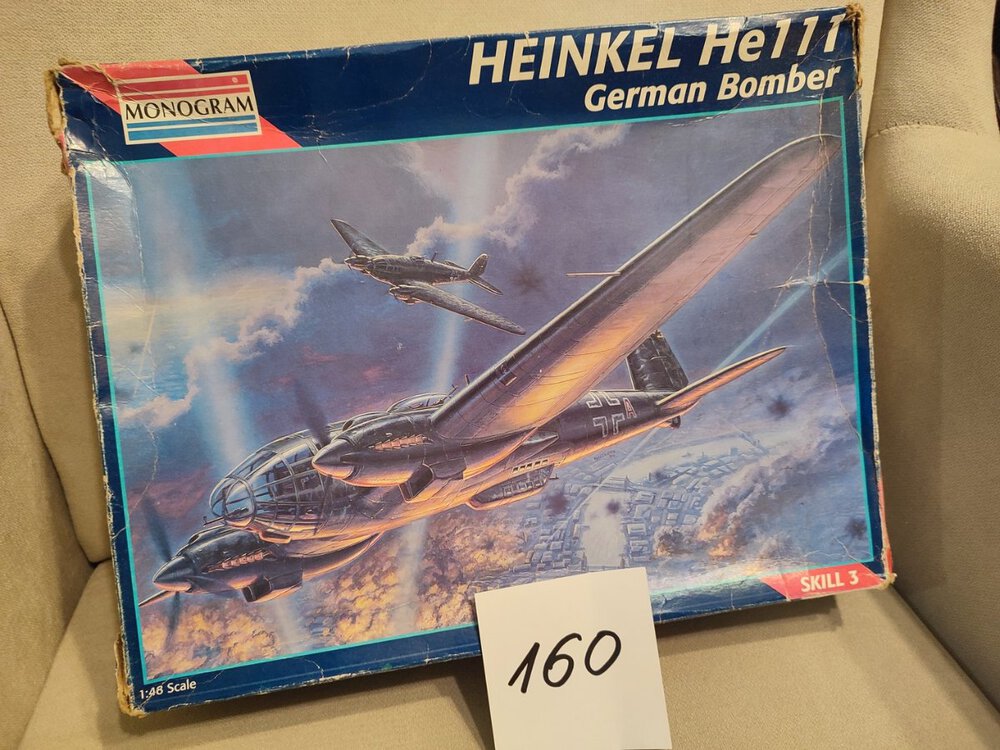 HEINKEL He111
German Bomber
MONOGRAM
A
SKILL 3
1:48 Scale
160